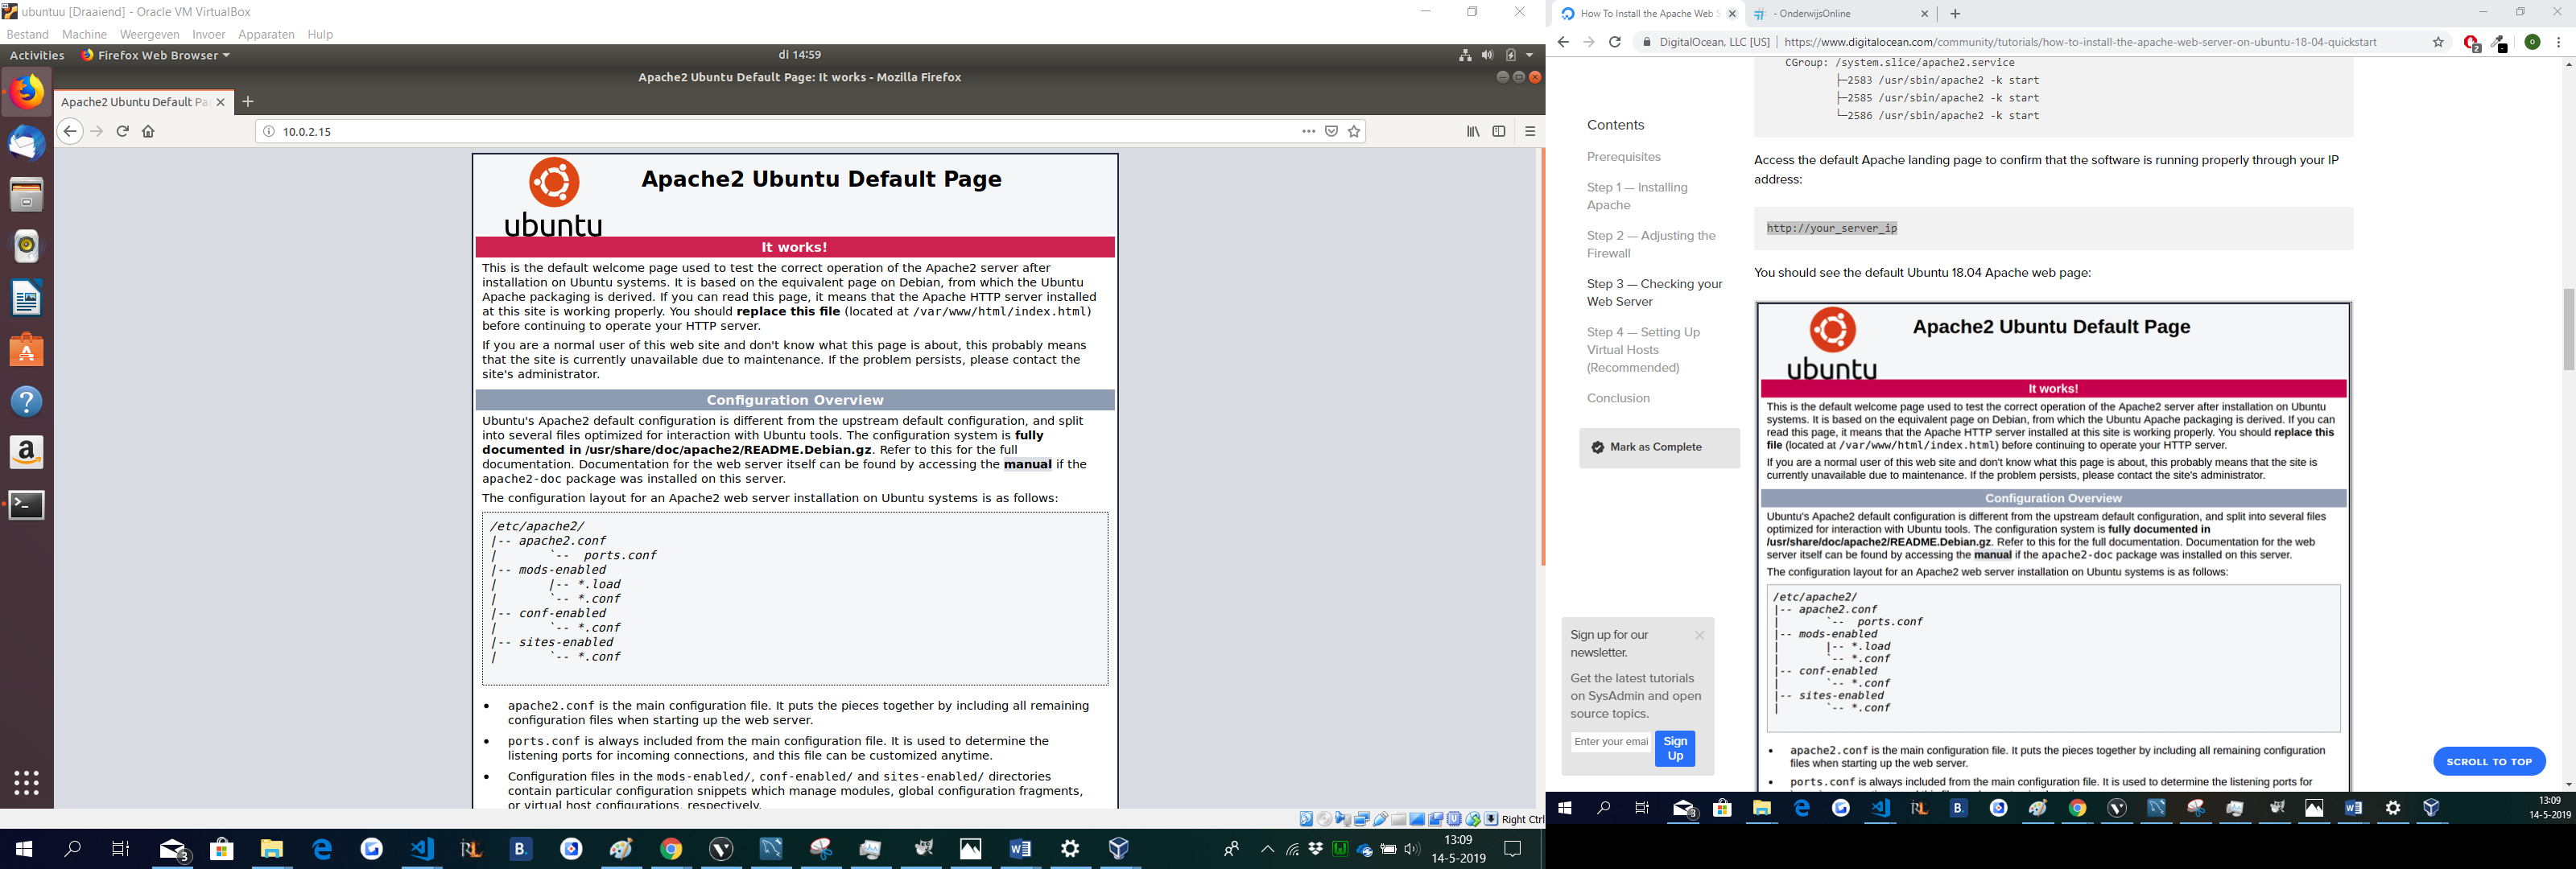 ubuntuu [Draaiend] - Oracle VM VirtualBox
Bestand Machine Weergeven Invoer Apparaten Hulp
Activities Firefox Web Browser di 14:59
Apache2 Ubuntu Default Page: It works - Mozilla Firefox
Apache2 Ubuntu Default Pa
10.0.2.15
ubuntu
Apache2 Ubuntu Default Page
It works!
This is the default welcome page used to test the correct operation of the Apache2 server after
installation on Ubuntu systems. It is based on the equivalent page on Debian, from which the Ubuntu
Apache packaging is derived. If you can read this page, it means that the Apache HTTP server installed
at this site is working properly. You should replace this file (located at /var/www/html/index.html)
before continuing to operate your HTTP server.
If you are a normal user of this web site and don't know what this page is about, this probably means
that the site is currently unavailable due to maintenance. If the problem persists, please contact the
site's administrator.
Configuration Overview
Ubuntu's Apache2 default configuration is different from the upstream default configuration, and split
into several files optimized for interaction with Ubuntu tools. The configuration system is fully
documented in /usr/share/doc/apache2/README.Debian.gz. Refer to this for the full
documentation. Documentation for the web server itself can be found by accessing the manual if the
apache2-doc package was installed on this server.
The configuration layout for an Apache2 web server installation on Ubuntu systems is as follows:
/etc/apache2/
|-- apache2.conf
|       `--  ports.conf
|-- mods-enabled
|       |-- *.load
|       `-- *.conf
|-- conf-enabled
|       `-- *.conf
|-- sites-enabled
|       `-- *.conf
• apache2.conf is the main configuration file. It puts the pieces together by including all remaining
configuration files when starting up the web server.
• ports.conf is always included from the main configuration file. It is used to determine the
listening ports for incoming connections, and this file can be customized anytime.
• Configuration files in the mods-enabled/, conf-enabled/ and sites-enabled/ directories
contain particular configuration snippets which manage modules, global configuration fragments,
or virtual host configurations, respectively.
Right Ctrl
3
B.
13:09
14-5-2019
How To Install the Apache Web S
- OnderwijsOnline
DigitalOcean, LLC [US] | https://www.digitalocean.com/community/tutorials/how-to-install-the-apache-web-server-on-ubuntu-18-04-quickstart
2
Contents
Prerequisites
Step 1 — Installing
Apache
Step 2 — Adjusting the
Firewall
Step 3 — Checking your
Web Server
Step 4 — Setting Up
Virtual Hosts
(Recommended)
Conclusion
Mark as Complete
Sign up for our
newsletter.
Get the latest tutorials
on SysAdmin and open
source topics.
Enter your emai
Sign
Up
CGroup: /system.slice/apache2.service
├─2583 /usr/sbin/apache2 -k start
├─2585 /usr/sbin/apache2 -k start
└─2586 /usr/sbin/apache2 -k start
Access the default Apache landing page to confirm that the software is running properly through your IP
address:
http://your_server_ip
You should see the default Ubuntu 18.04 Apache web page:
ubuntu
Apache2 Ubuntu Default Page
It works!
This is the default welcome page used to test the correct operation of the Apache2 server after installation on Ubuntu
systems. It is based on the equivalent page on Debian, from which the Ubuntu Apache packaging is derived. If you can
read this page, it means that the Apache HTTP server installed at this site is working properly. You should replace this
file (located at /var/www/html/index.html) before continuing to operate your HTTP server.
If you are a normal user of this web site and don't know what this page is about, this probably means that the site is
currently unavailable due to maintenance. If the problem persists, please contact the site's administrator.
Configuration Overview
Ubuntu's Apache2 default configuration is different from the upstream default configuration, and split into several files
optimized for interaction with Ubuntu tools. The configuration system is fully documented in
/usr/share/doc/apache2/README.Debian.gz. Refer to this for the full documentation. Documentation for the web
server itself can be found by accessing the manual if the apache2-doc package was installed on this server.
The configuration layout for an Apache2 web server installation on Ubuntu systems is as follows:
/etc/apache2/
|-- apache2.conf
|       `--  ports.conf
|-- mods-enabled
|       |-- *.load
|       `-- *.conf
|-- conf-enabled
|       `-- *.conf
|-- sites-enabled
|       `-- *.conf
• apache2.conf is the main configuration file. It puts the pieces together by including all remaining configuration
files when starting up the web server.
• ports.conf is always included from the main configuration file. It is used to determine the listening ports for
SCROLL TO TOP
3
B.
13:09
14-5-2019